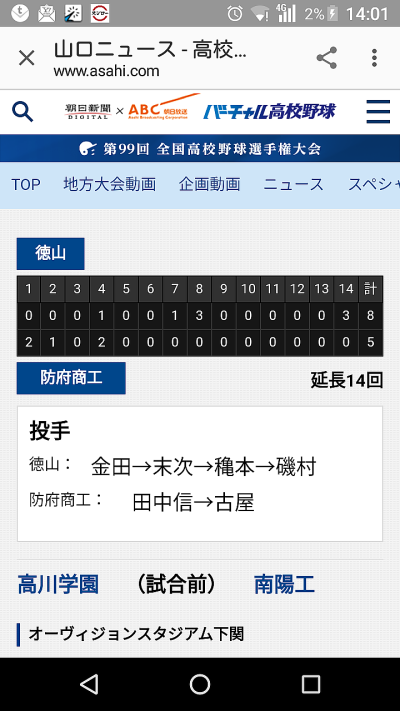 4G 2% 14:01
山口ニュース - 高校...
www.asahi.com
朝日新聞 DIGITAL × ABC 朝日放送 Asahi Broadcasting Corporation バーチャル高校野球
第99回 全国高校野球選手権大会
TOP 地方大会動画 企画動画 ニュース スペシャ
徳山
1 2 3 4 5 6 7 8 9 10 11 12 13 14 計
0 0 0 1 0 0 1 3 0 0 0 0 0 3 8
2 1 0 2 0 0 0 0 0 0 0 0 0 0 5
防府商工 延長14回
投手
徳山： 金田→末次→穐本→磯村
防府商工： 田中信→古屋
高川学園 （試合前） 南陽工
オーヴィジョンスタジアム下関